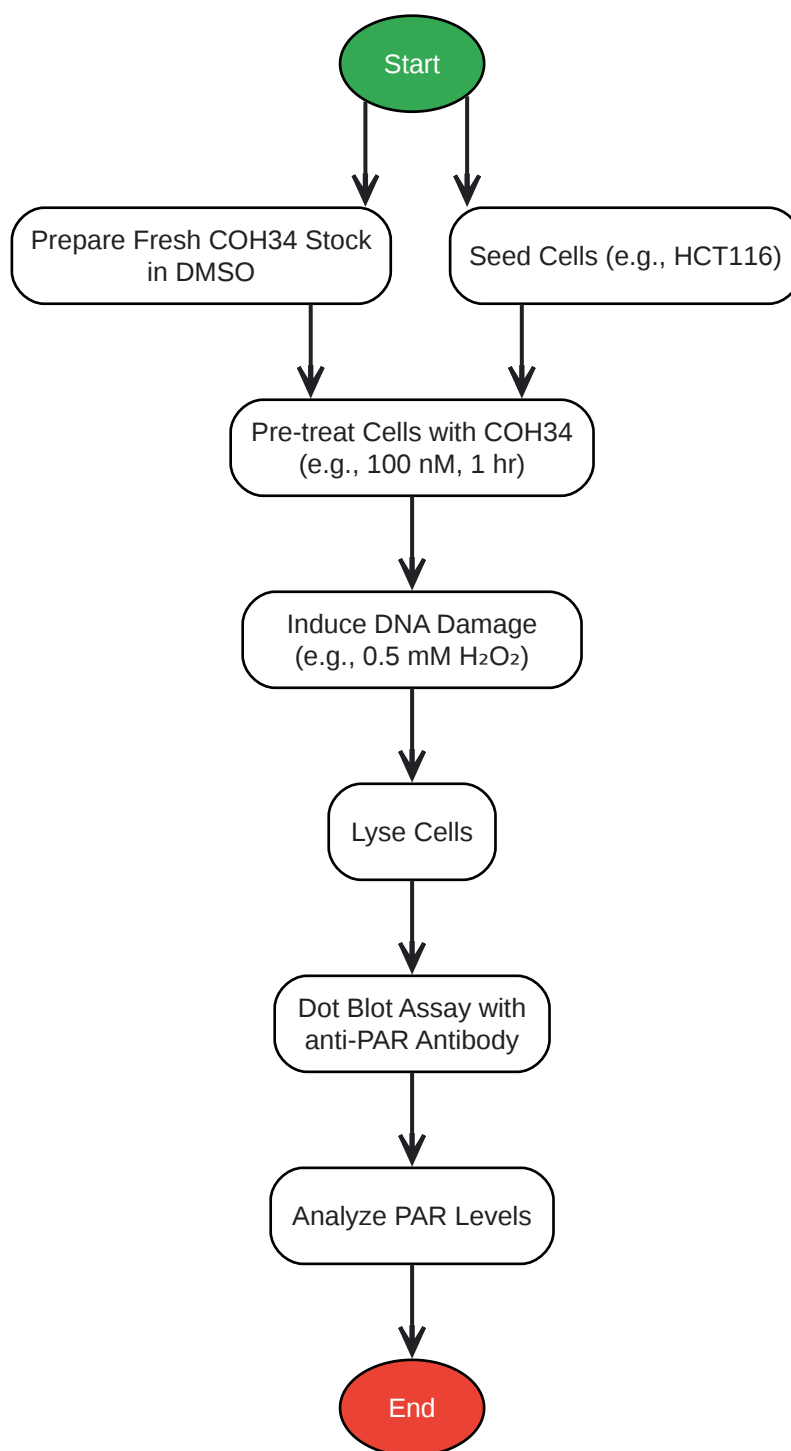 Start
Prepare Fresh COH34 Stock
in DMSO
Seed Cells (e.g., HCT116)
Pre-treat Cells with COH34
(e.g., 100 nM, 1 hr)
Induce DNA Damage
(e.g., 0.5 mM H₂O₂)
Lyse Cells
Dot Blot Assay with
anti-PAR Antibody
Analyze PAR Levels
End